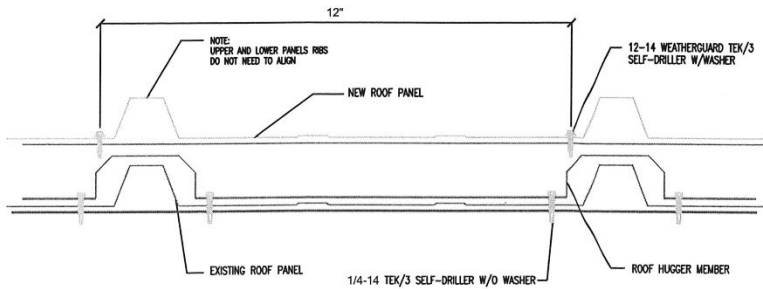 12"
NOTE:
UPPER AND LOWER PANELS RIBS
DO NOT NEED TO ALIGN
12-14 WEATHERGUARD TEK/3
SELF-DRILLER W/WASHER
NEW ROOF PANEL
EXISTING ROOF PANEL
1/4-14 TEK/3 SELF-DRILLER W/O WASHER
ROOF HUGGER MEMBER